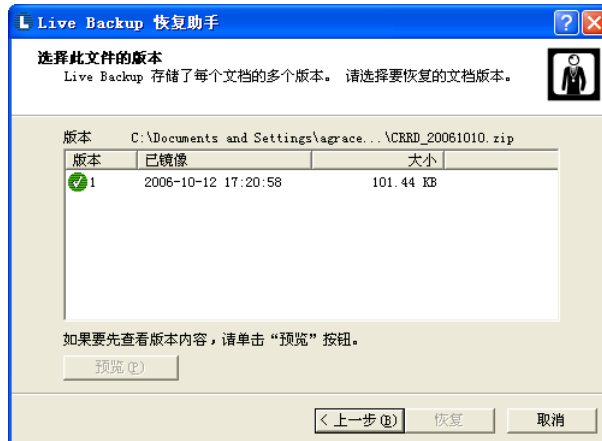 Live Backup 恢复助手
选择此文件的版本
Live Backup 存储了每个文档的多个版本。 请选择要恢复的文档版本。
版本 C:\Documents and Settings\agrace...\CRRD_20061010.zip
版本 已镜像 大小
1 2006-10-12 17:20:58 101.44 KB
如果要先查看版本内容，请单击“预览”按钮。
预览(P)
< 上一步(B) 恢复 取消